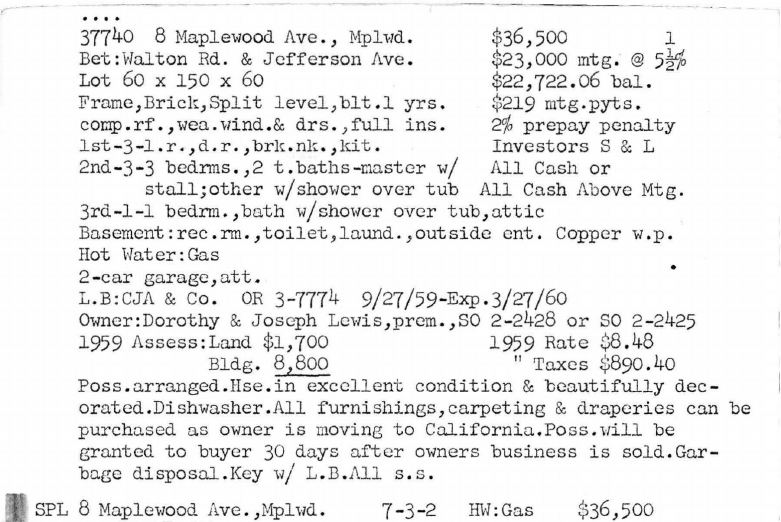 ....
37740 8 Maplewood Ave., Mplwd. $36,500 1
Bet:Walton Rd. & Jefferson Ave. $23,000 mtg. @ 5½%
Lot 60 x 150 x 60 $22,722.06 bal.
Frame,Brick,Split level,blt.1 yrs. $219 mtg.pyts.
comp.rf.,wea.wind.& drs.,full ins. 2% prepay penalty
1st-3-l.r.,d.r.,brk.nk.,kit. Investors S & L
2nd-3-3 bedrms.,2 t.baths-master w/ All Cash or
stall;other w/shower over tub All Cash Above Mtg.
3rd-1-1 bedrm.,bath w/shower over tub,attic
Basement:rec.rm.,toilet,laund.,outside ent. Copper w.p.
Hot Water:Gas
2-car garage,att.
L.B:CJA & Co. OR 3-7774 9/27/59-Exp.3/27/60
Owner:Dorothy & Joseph Lewis,prem.,SO 2-2428 or SO 2-2425
1959 Assess:Land $1,700 1959 Rate $8.48
Bldg. 8,800 " Taxes $890.40
Poss.arranged.Hse.in excellent condition & beautifully dec-
orated.Dishwasher.All furnishings,carpeting & draperies can be
purchased as owner is moving to California.Poss.will be
granted to buyer 30 days after owners business is sold.Gar-
bage disposal.Key w/ L.B.All s.s.
SPL 8 Maplewood Ave.,Mplwd. 7-3-2 HW:Gas $36,500